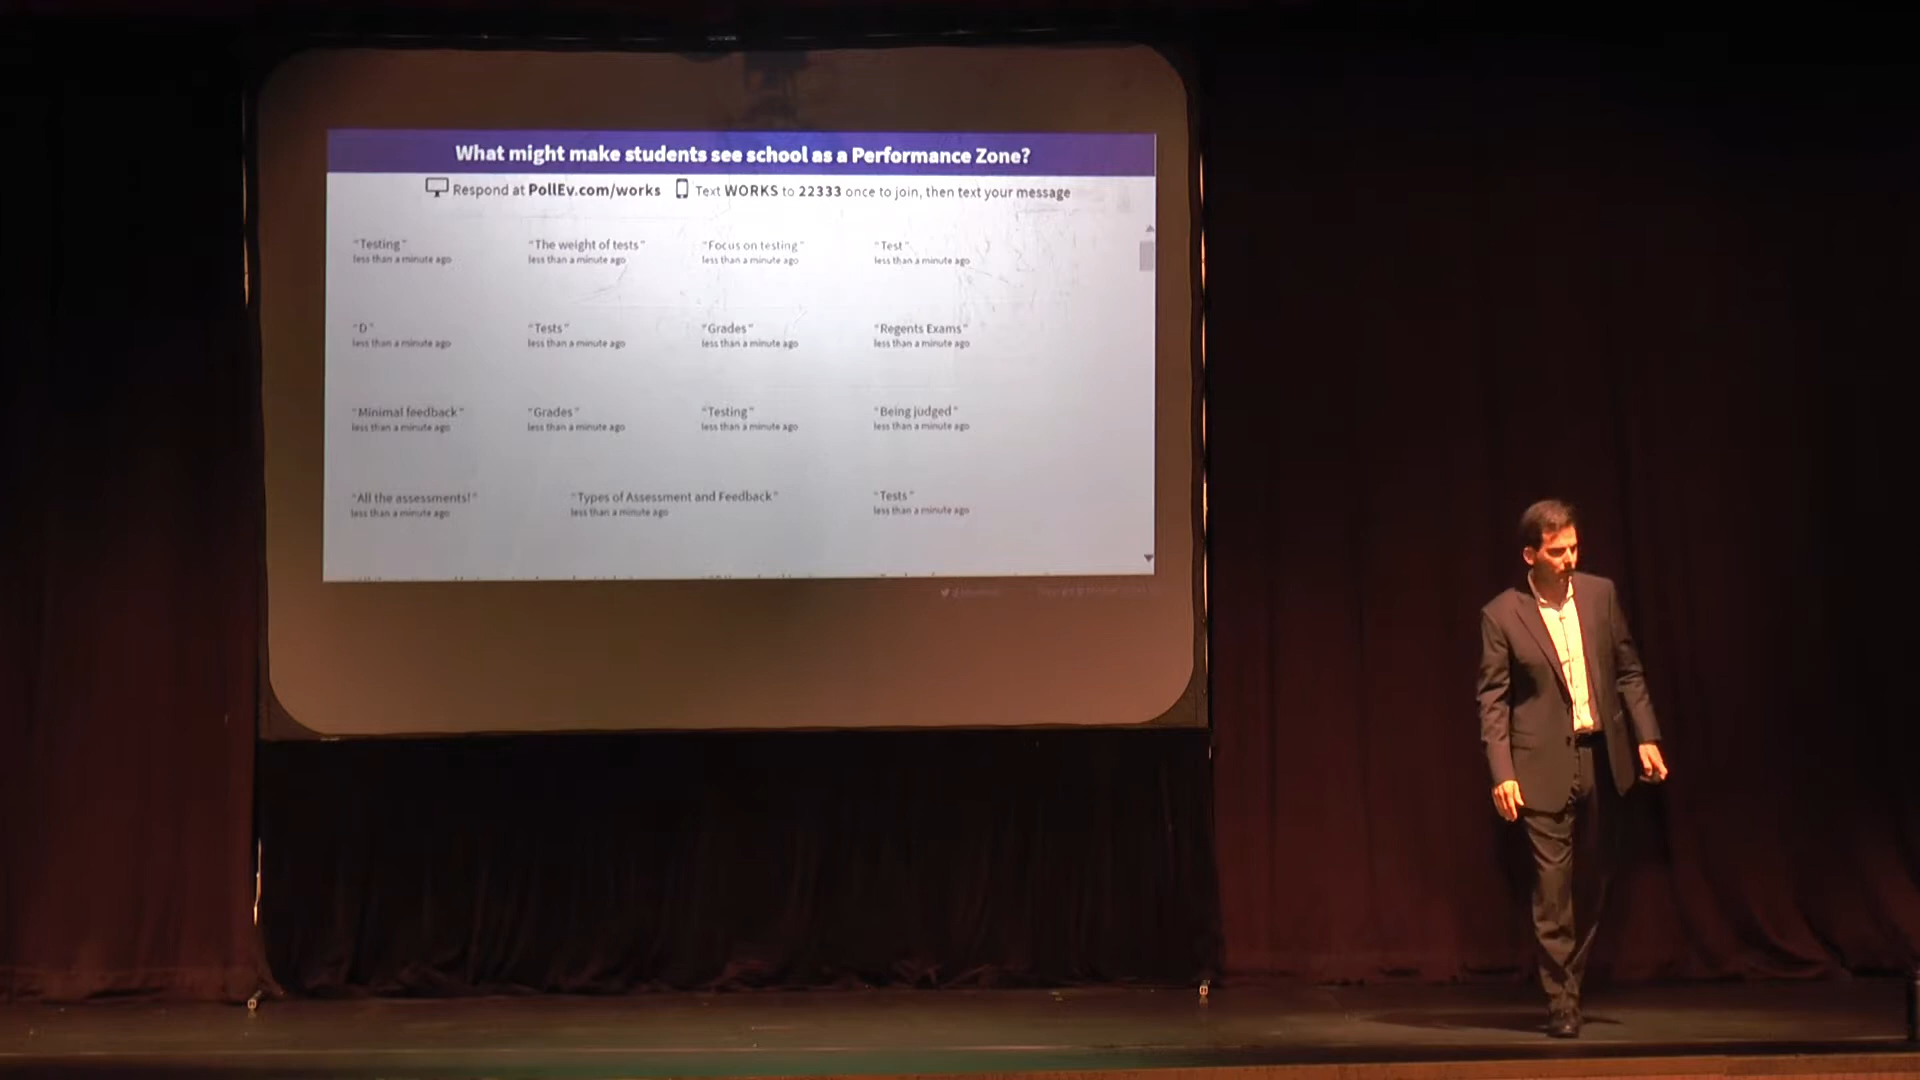 What might make students see school as a Performance Zone?
Respond at PollEv.com/works Text WORKS to 22333 once to join, then text your message
"Testing" "The weight of tests" "Focus on testing" "Test"
less than a minute ago less than a minute ago less than a minute ago less than a minute ago
"D" "Tests" "Grades" "Regents Exams"
less than a minute ago less than a minute ago less than a minute ago less than a minute ago
"Minimal feedback" "Grades" "Testing" "Being judged"
less than a minute ago less than a minute ago less than a minute ago less than a minute ago
"All the assessments!" "Types of Assessment and Feedback" "Tests"
less than a minute ago less than a minute ago less than a minute ago